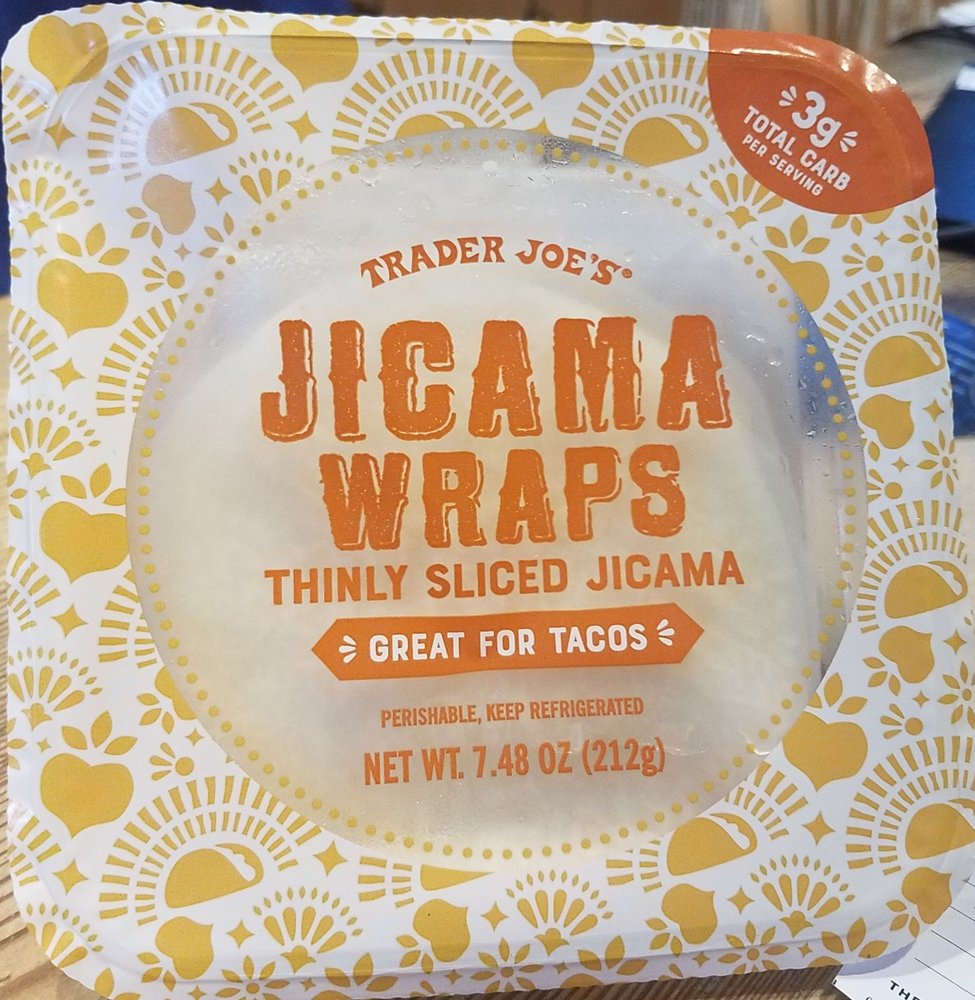 3g
TOTAL CARB
PER SERVING
TRADER JOE'S®
JICAMA
WRAPS
THINLY SLICED JICAMA
GREAT FOR TACOS
PERISHABLE, KEEP REFRIGERATED
NET WT. 7.48 OZ (212g)